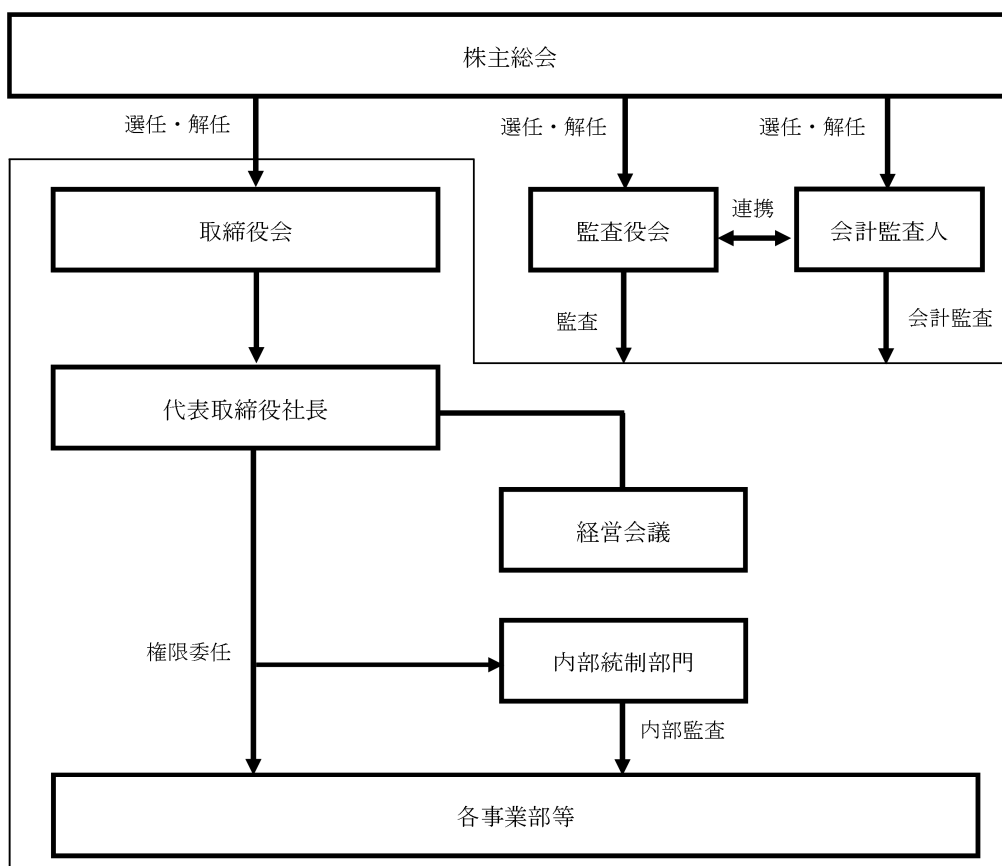 株主総会
選任・解任
選任・解任
選任・解任
取締役会
監査役会
連携
会計監査人
監査
会計監査
代表取締役社長
経営会議
権限委任
内部統制部門
内部監査
各事業部等